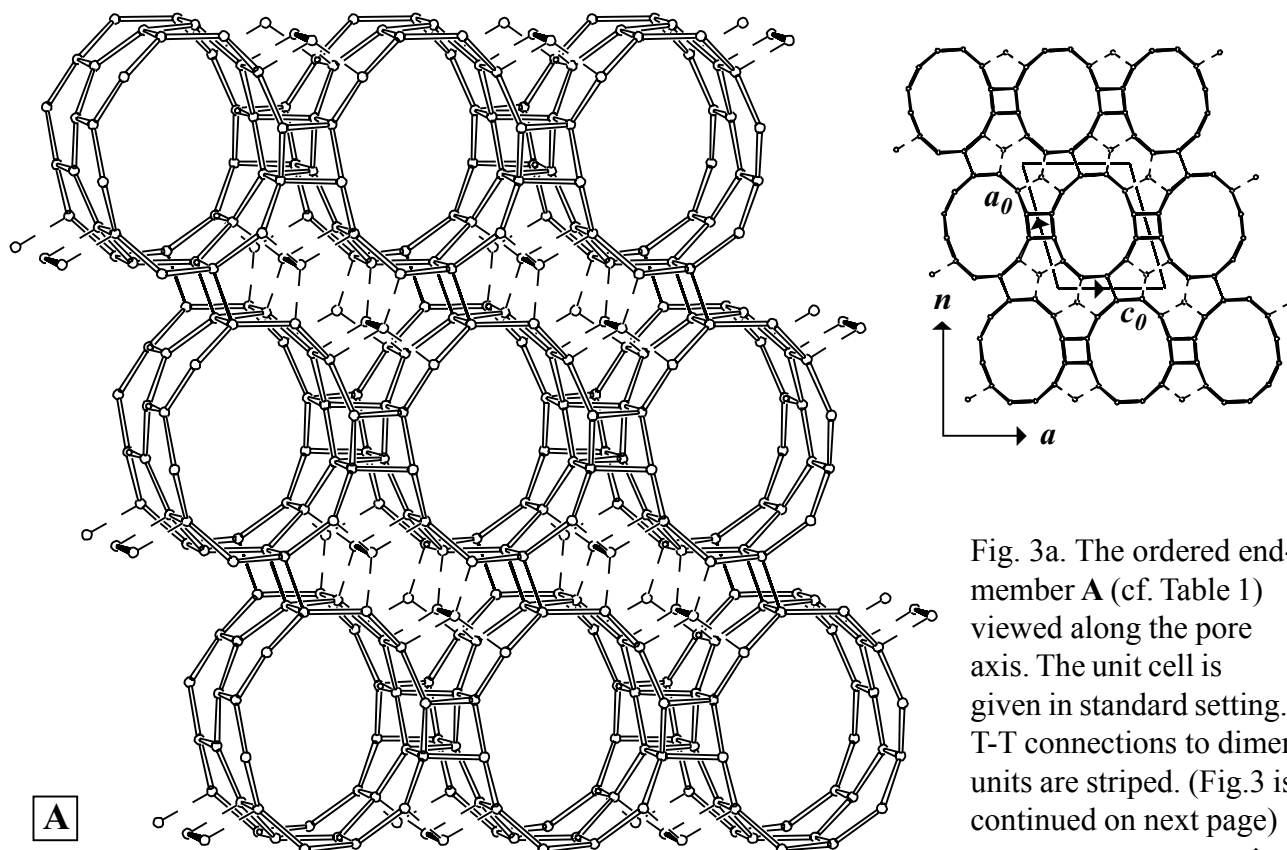 a0
n
c0
a
Fig. 3a. The ordered end-
member A (cf. Table 1)
viewed along the pore
axis. The unit cell is
given in standard setting.
T-T connections to dimer
units are striped. (Fig.3 is
continued on next page)
A